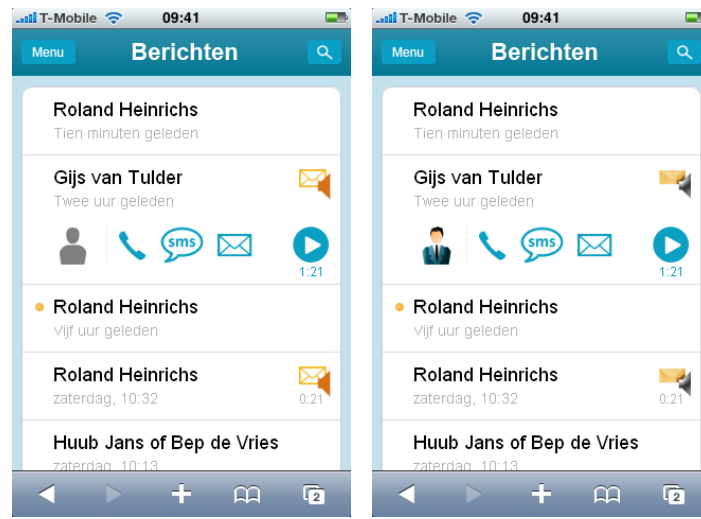 T-Mobile 09:41
Menu Berichten
Roland Heinrichs
Tien minuten geleden
Gijs van Tulder
Twee uur geleden
sms
1:21
Roland Heinrichs
Vijf uur geleden
Roland Heinrichs
zaterdag, 10:32 0:21
Huub Jans of Bep de Vries
zaterdag, 10:13
2
T-Mobile 09:41
Menu Berichten
Roland Heinrichs
Tien minuten geleden
Gijs van Tulder
Twee uur geleden
sms
1:21
Roland Heinrichs
Vijf uur geleden
Roland Heinrichs
zaterdag, 10:32 0:21
Huub Jans of Bep de Vries
zaterdag, 10:13
2